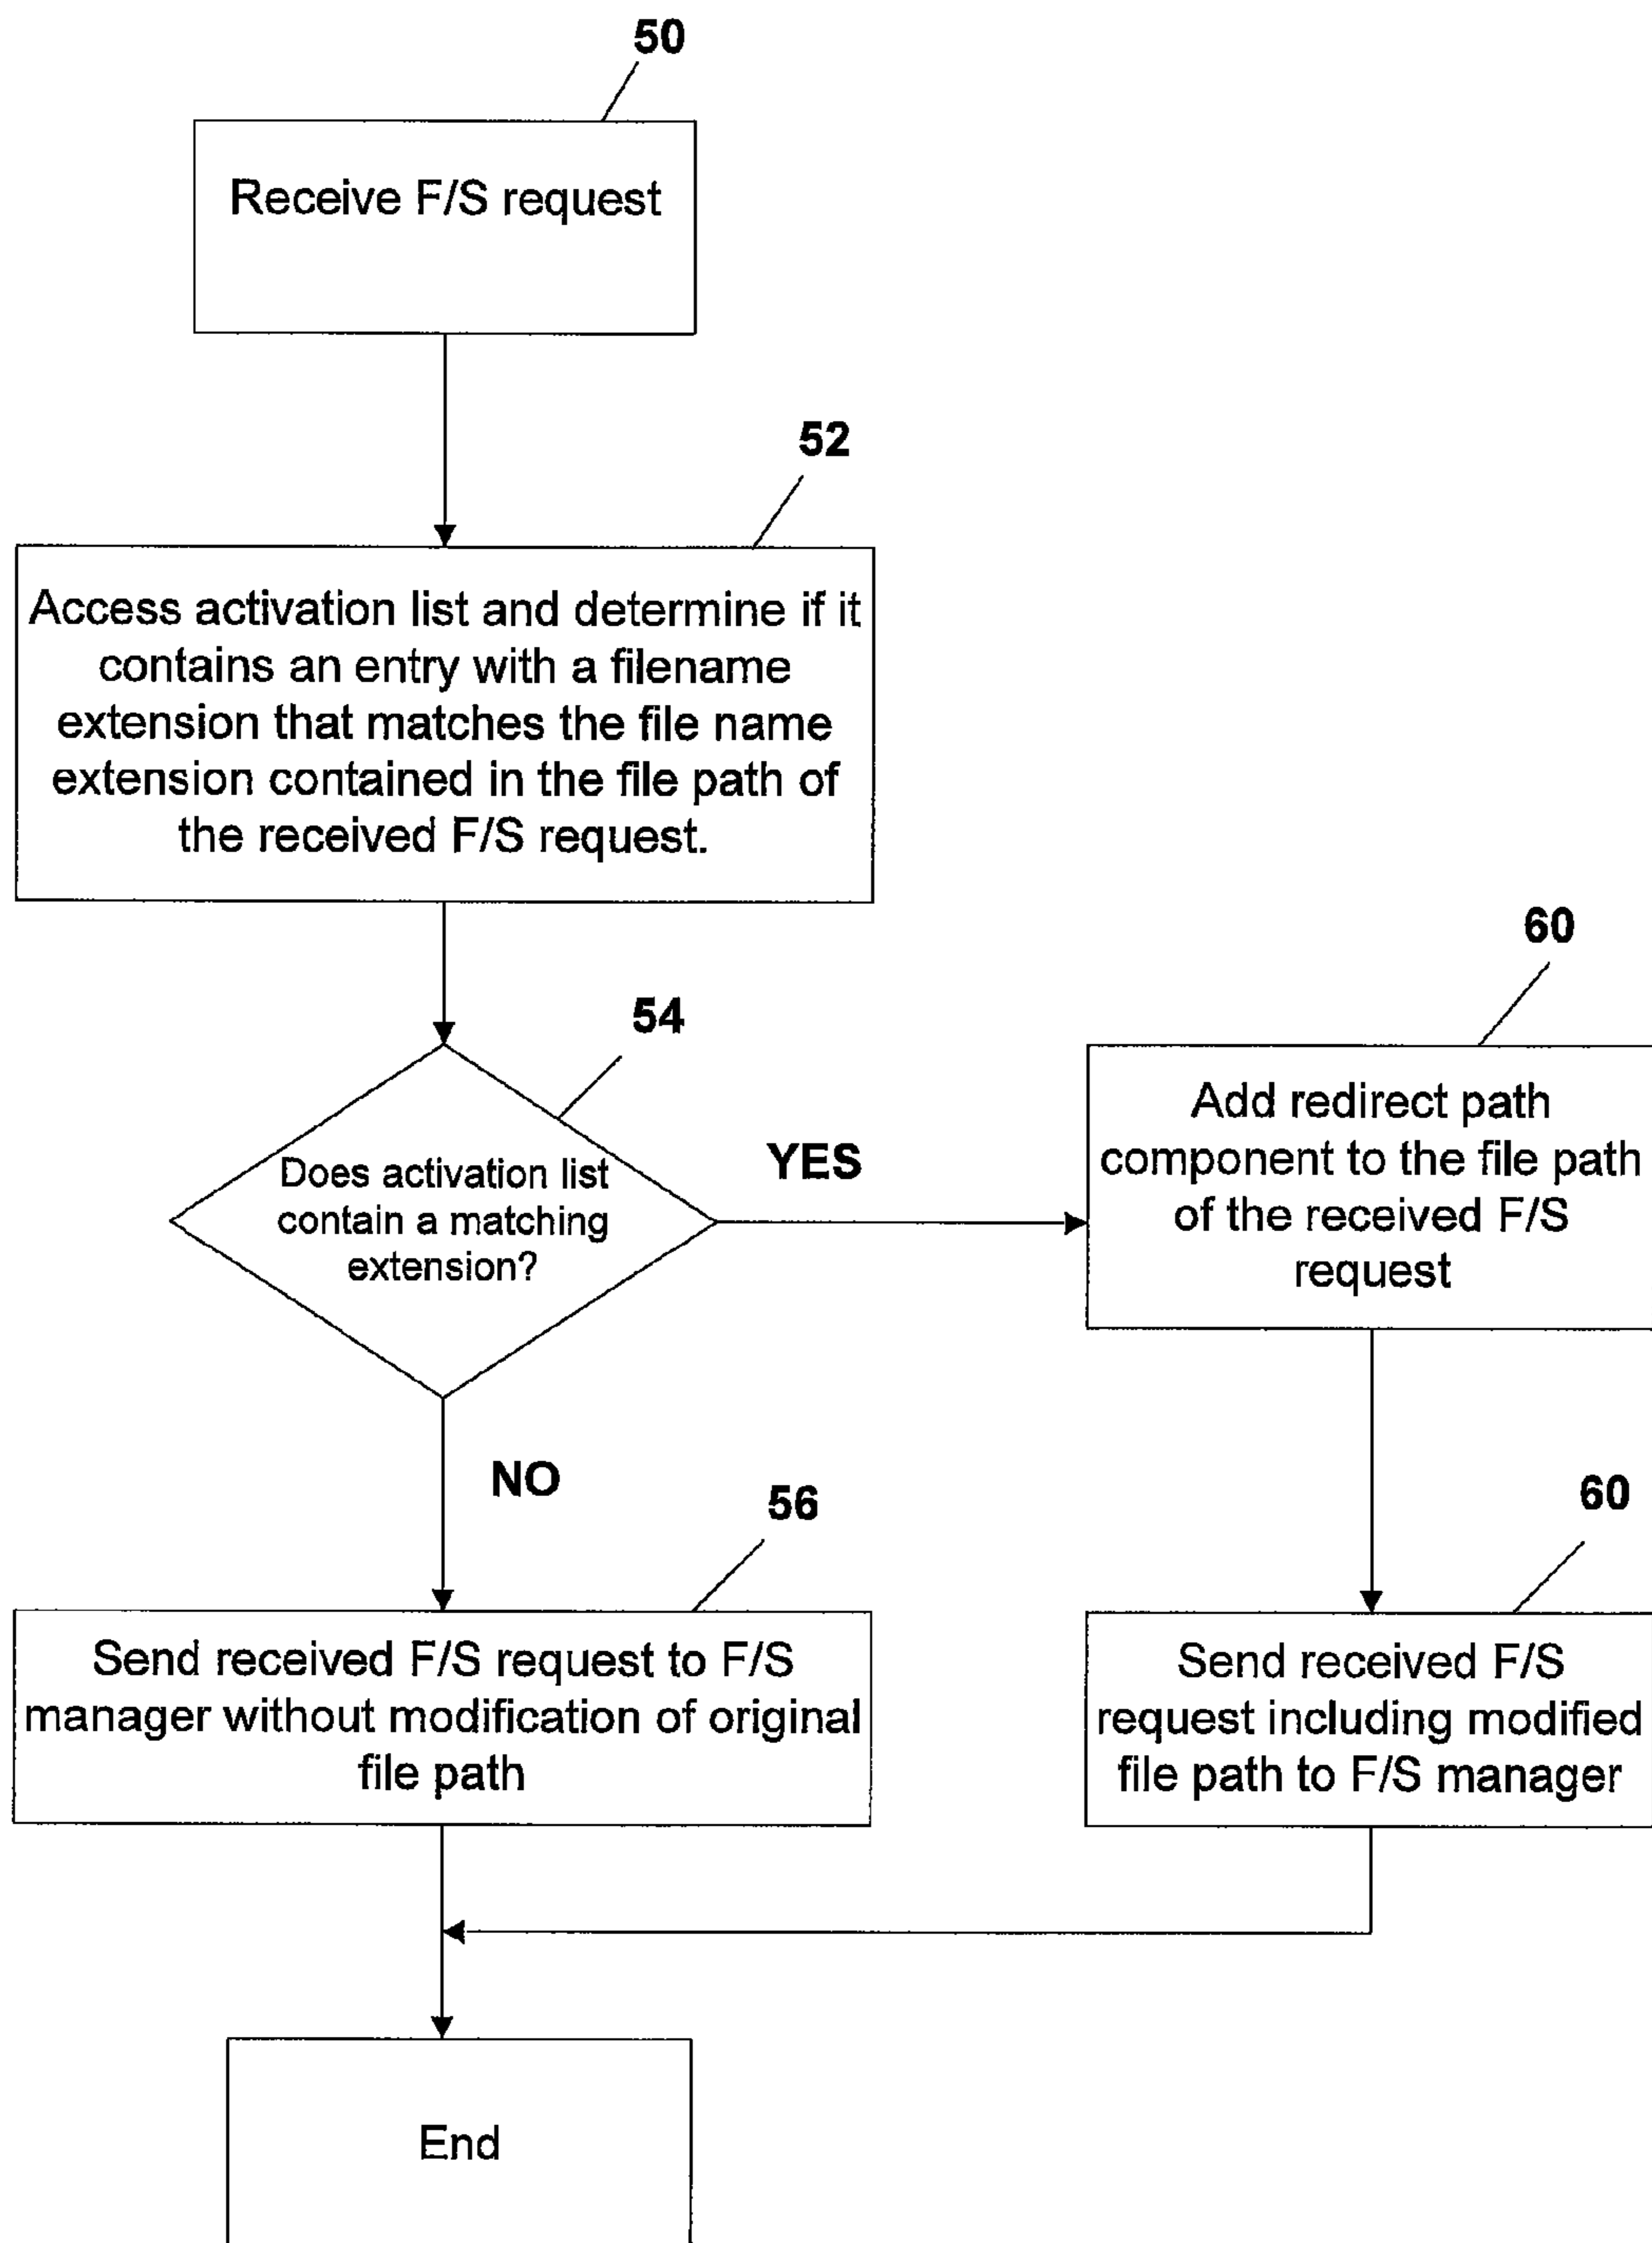 50
Receive F/S request
52
Access activation list and determine if it
contains an entry with a filename
extension that matches the file name
extension contained in the file path of
the received F/S request.
54
Does activation list
contain a matching
extension?
YES
60
Add redirect path
component to the file path
of the received F/S
request
NO
56
Send received F/S request to F/S
manager without modification of original
file path
60
Send received F/S
request including modified
file path to F/S manager
End